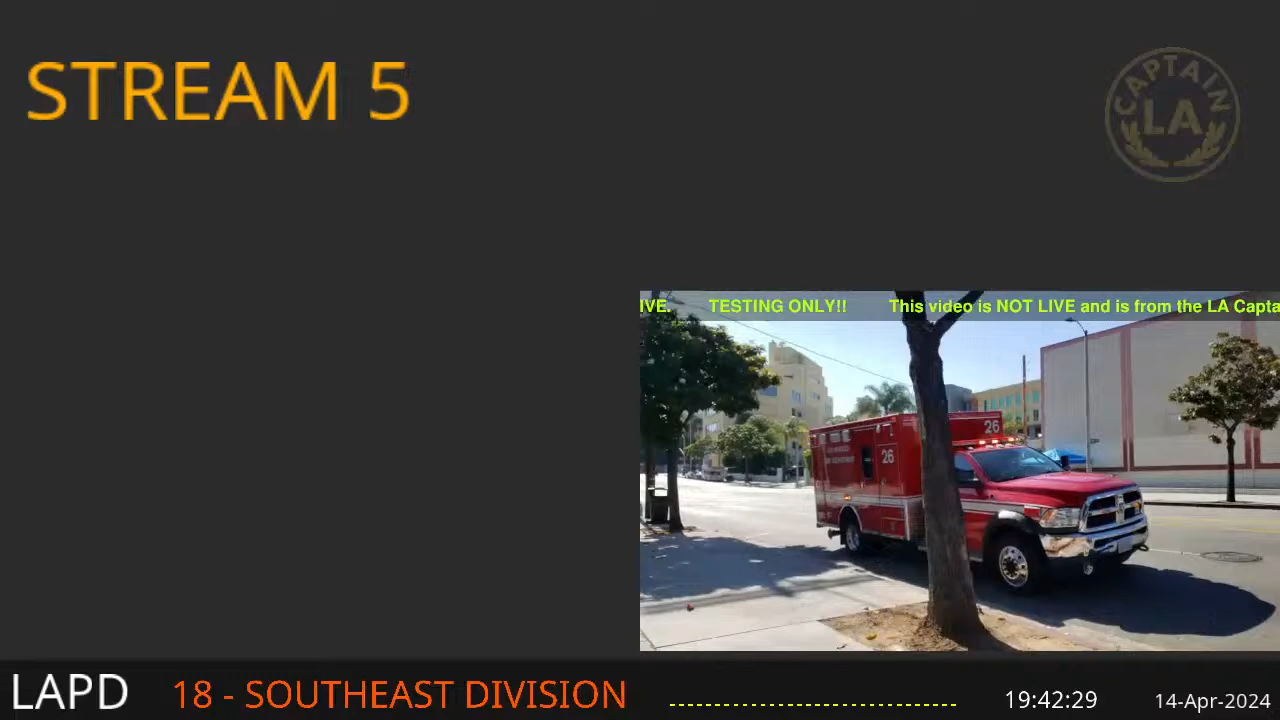 STREAM 5
CAPTAIN
LA
IVE. TESTING ONLY!! This video is NOT LIVE and is from the LA Capta
26
26
LAPD 18 - SOUTHEAST DIVISION 19:42:29 14-Apr-2024